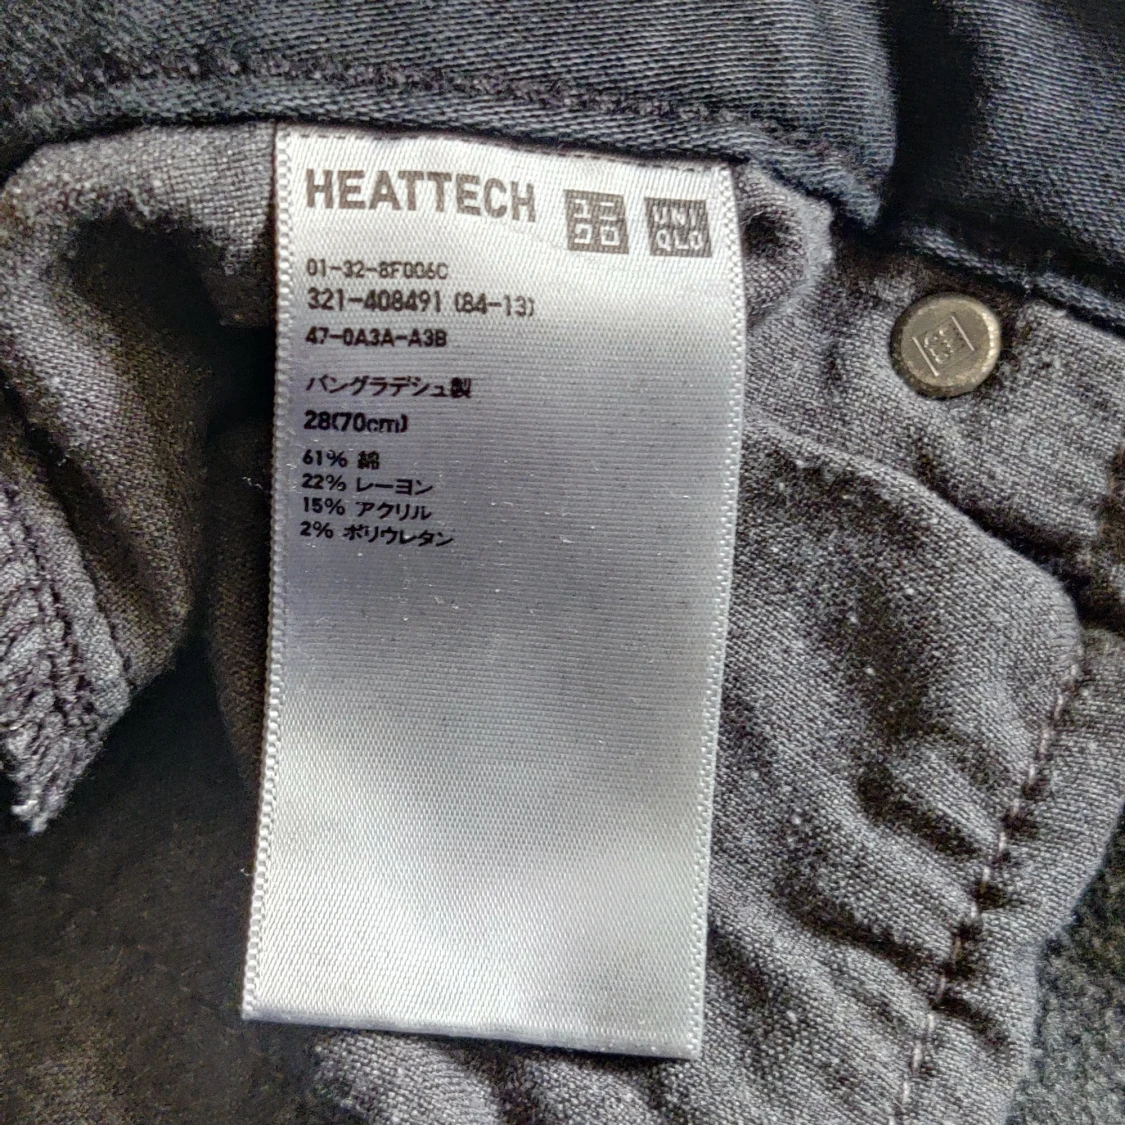 HEATTECH ユニクロ UNIQLO
01-32-8F006C
321-408491 (84-13)
47-0A3A-A3B
バングラデシュ製
28(70cm)
61% 綿
22% レーヨン
15% アクリル
2% ポリウレタン